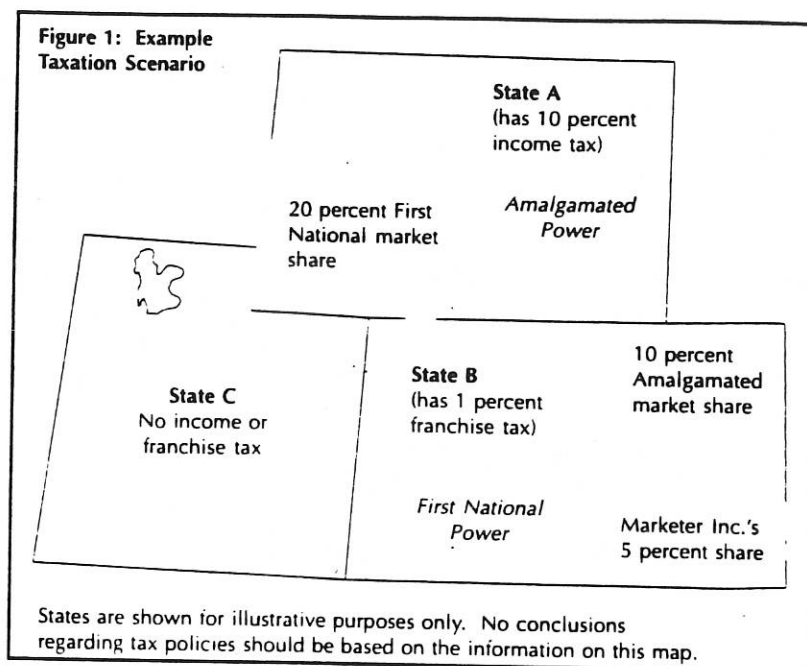 Figure 1: Example
Taxation Scenario
State A
(has 10 percent
income tax)
20 percent First
National market
share
Amalgamated
Power
State C
No income or
franchise tax
State B
(has 1 percent
franchise tax)
10 percent
Amalgamated
market share
First National
Power
Marketer Inc.'s
5 percent share
States are shown for illustrative purposes only. No conclusions
regarding tax policies should be based on the information on this map.